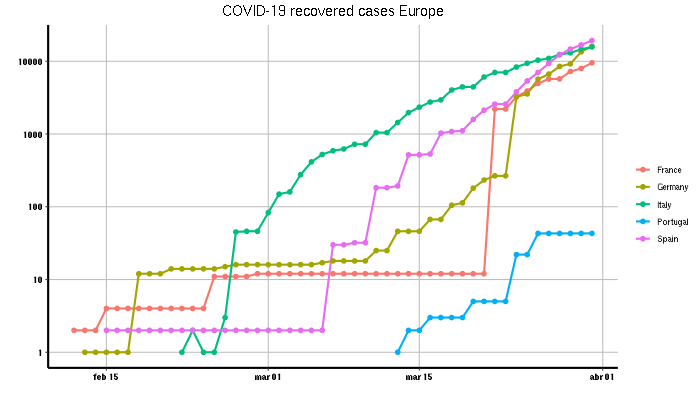 COVID-19 recovered cases Europe
10000
1000
100
10
1
feb 15
mar 01
mar 15
abr 01
France
Germany
Italy
Portugal
Spain